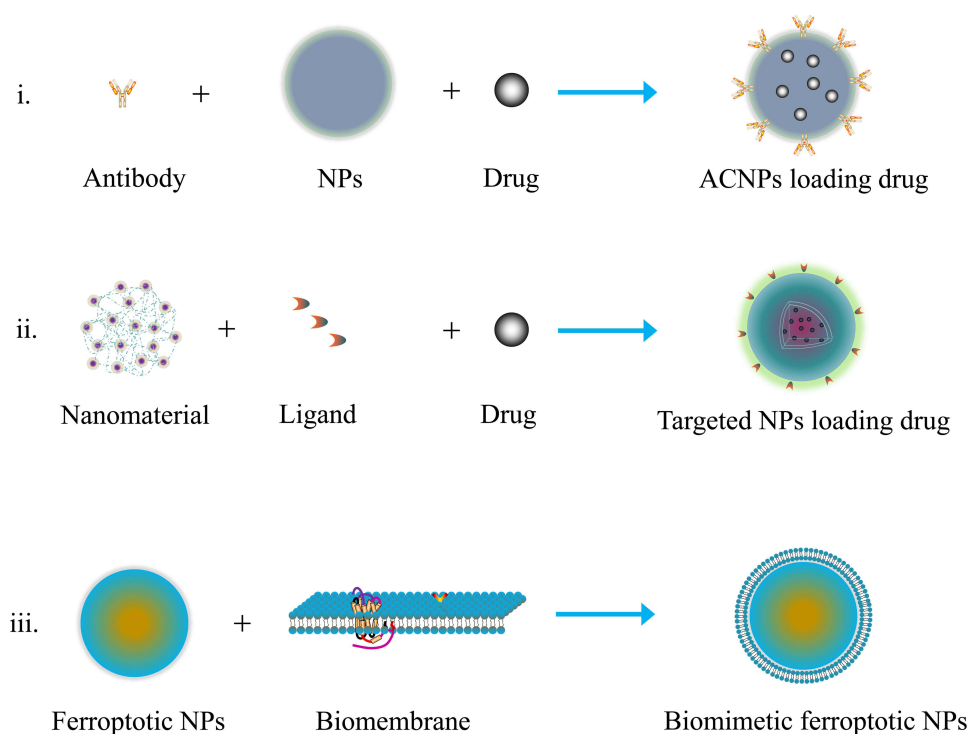 i.
+
+
Antibody
NPs
Drug
ACNPs loading drug
ii.
+
+
Nanomaterial
Ligand
Drug
Targeted NPs loading drug
iii.
+
Ferroptotic NPs
Biomembrane
Biomimetic ferroptotic NPs